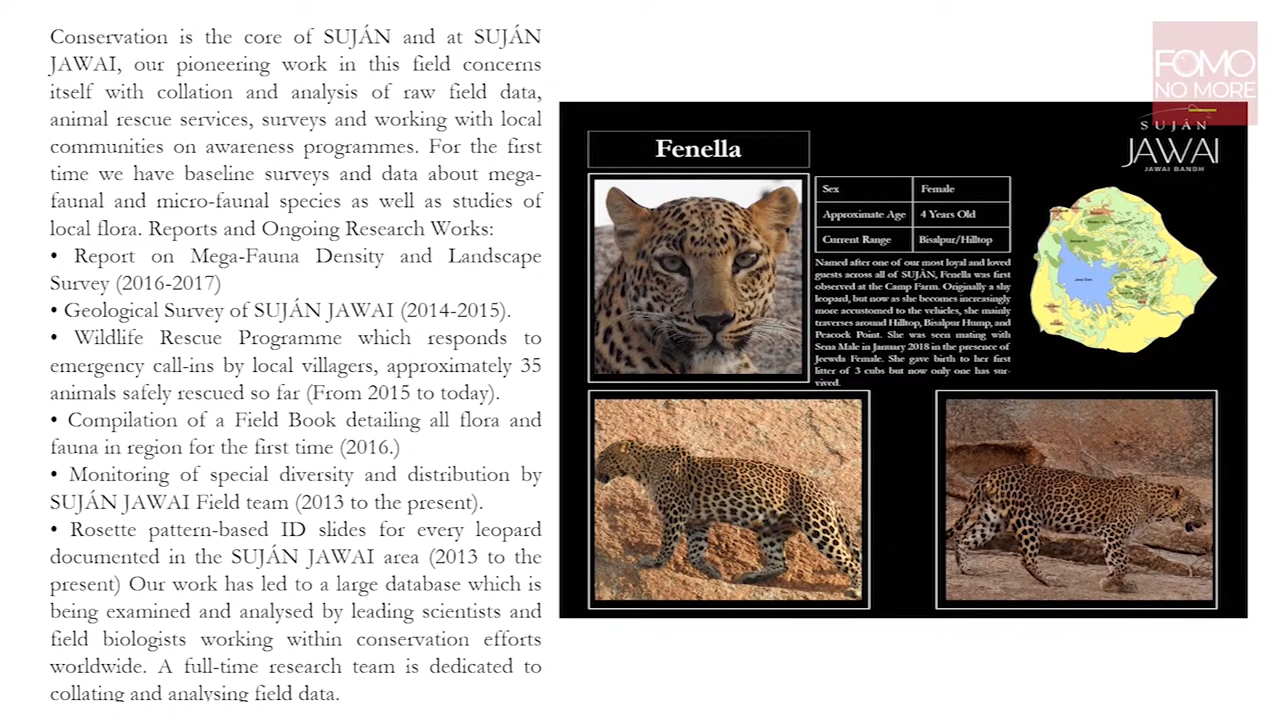 Conservation is the core of SUJÁN and at SUJÁN
JAWAI, our pioneering work in this field concerns
itself with collation and analysis of raw field data,
animal rescue services, surveys and working with local
communities on awareness programmes. For the first
time we have baseline surveys and data about mega-
faunal and micro-faunal species as well as studies of
local flora. Reports and Ongoing Research Works:
• Report on Mega-Fauna Density and Landscape
Survey (2016-2017)
• Geological Survey of SUJÁN JAWAI (2014-2015).
• Wildlife Rescue Programme which responds to
emergency call-ins by local villagers, approximately 35
animals safely rescued so far (From 2015 to today).
• Compilation of a Field Book detailing all flora and
fauna in region for the first time (2016.)
• Monitoring of special diversity and distribution by
SUJÁN JAWAI Field team (2013 to the present).
• Rosette pattern-based ID slides for every leopard
documented in the SUJÁN JAWAI area (2013 to the
present) Our work has led to a large database which is
being examined and analysed by leading scientists and
field biologists working within conservation efforts
worldwide. A full-time research team is dedicated to
collating and analysing field data.
FOMO
NO MORE
SUJÁN
JAWAI
JAWAI BANDH
Fenella
Sex Female
Approximate Age 4 Years Old
Current Range Bisalpur/Hilltop
Named after one of our most loyal and loved
guests across all of SUJÁN, Fenella was first
observed at the Camp Farm. Originally a shy
leopard, but now as she becomes increasingly
more accustomed to the vehicles, she mainly
traverses around Hilltop, Bisalpur Hump, and
Peacock Point. She was seen mating with
Sena Male in January 2018 in the presence of
Jeewda Female. She gave birth to her first
litter of 3 cubs but now only one has sur-
vived.